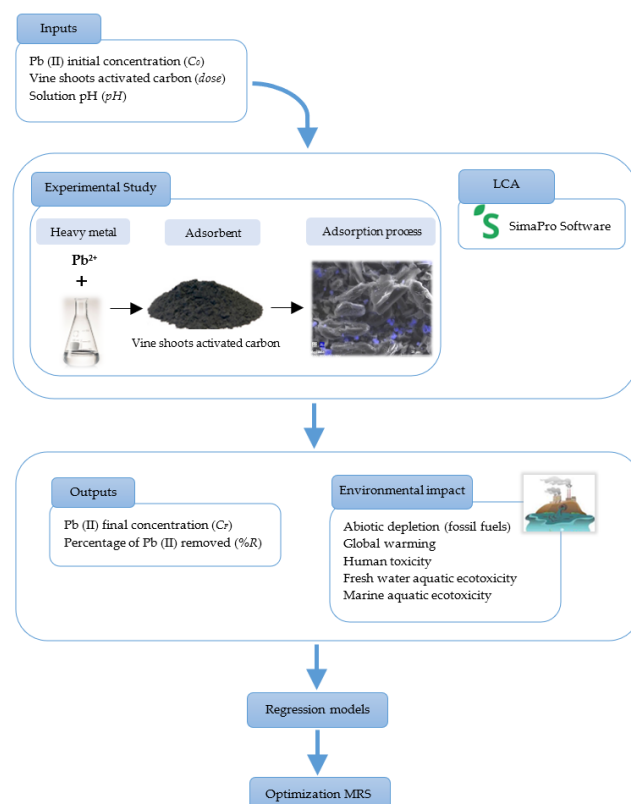 Inputs
Pb (II) initial concentration (C₀)
Vine shoots activated carbon (dose)
Solution pH (pH)
Experimental Study
LCA
SimaPro Software
Heavy metal
Adsorbent
Adsorption process
Pb²⁺
+
Vine shoots activated carbon
Outputs
Pb (II) final concentration (C_F)
Percentage of Pb (II) removed (%R)
Environmental impact
Abiotic depletion (fossil fuels)
Global warming
Human toxicity
Fresh water aquatic ecotoxicity
Marine aquatic ecotoxicity
Regression models
Optimization MRS